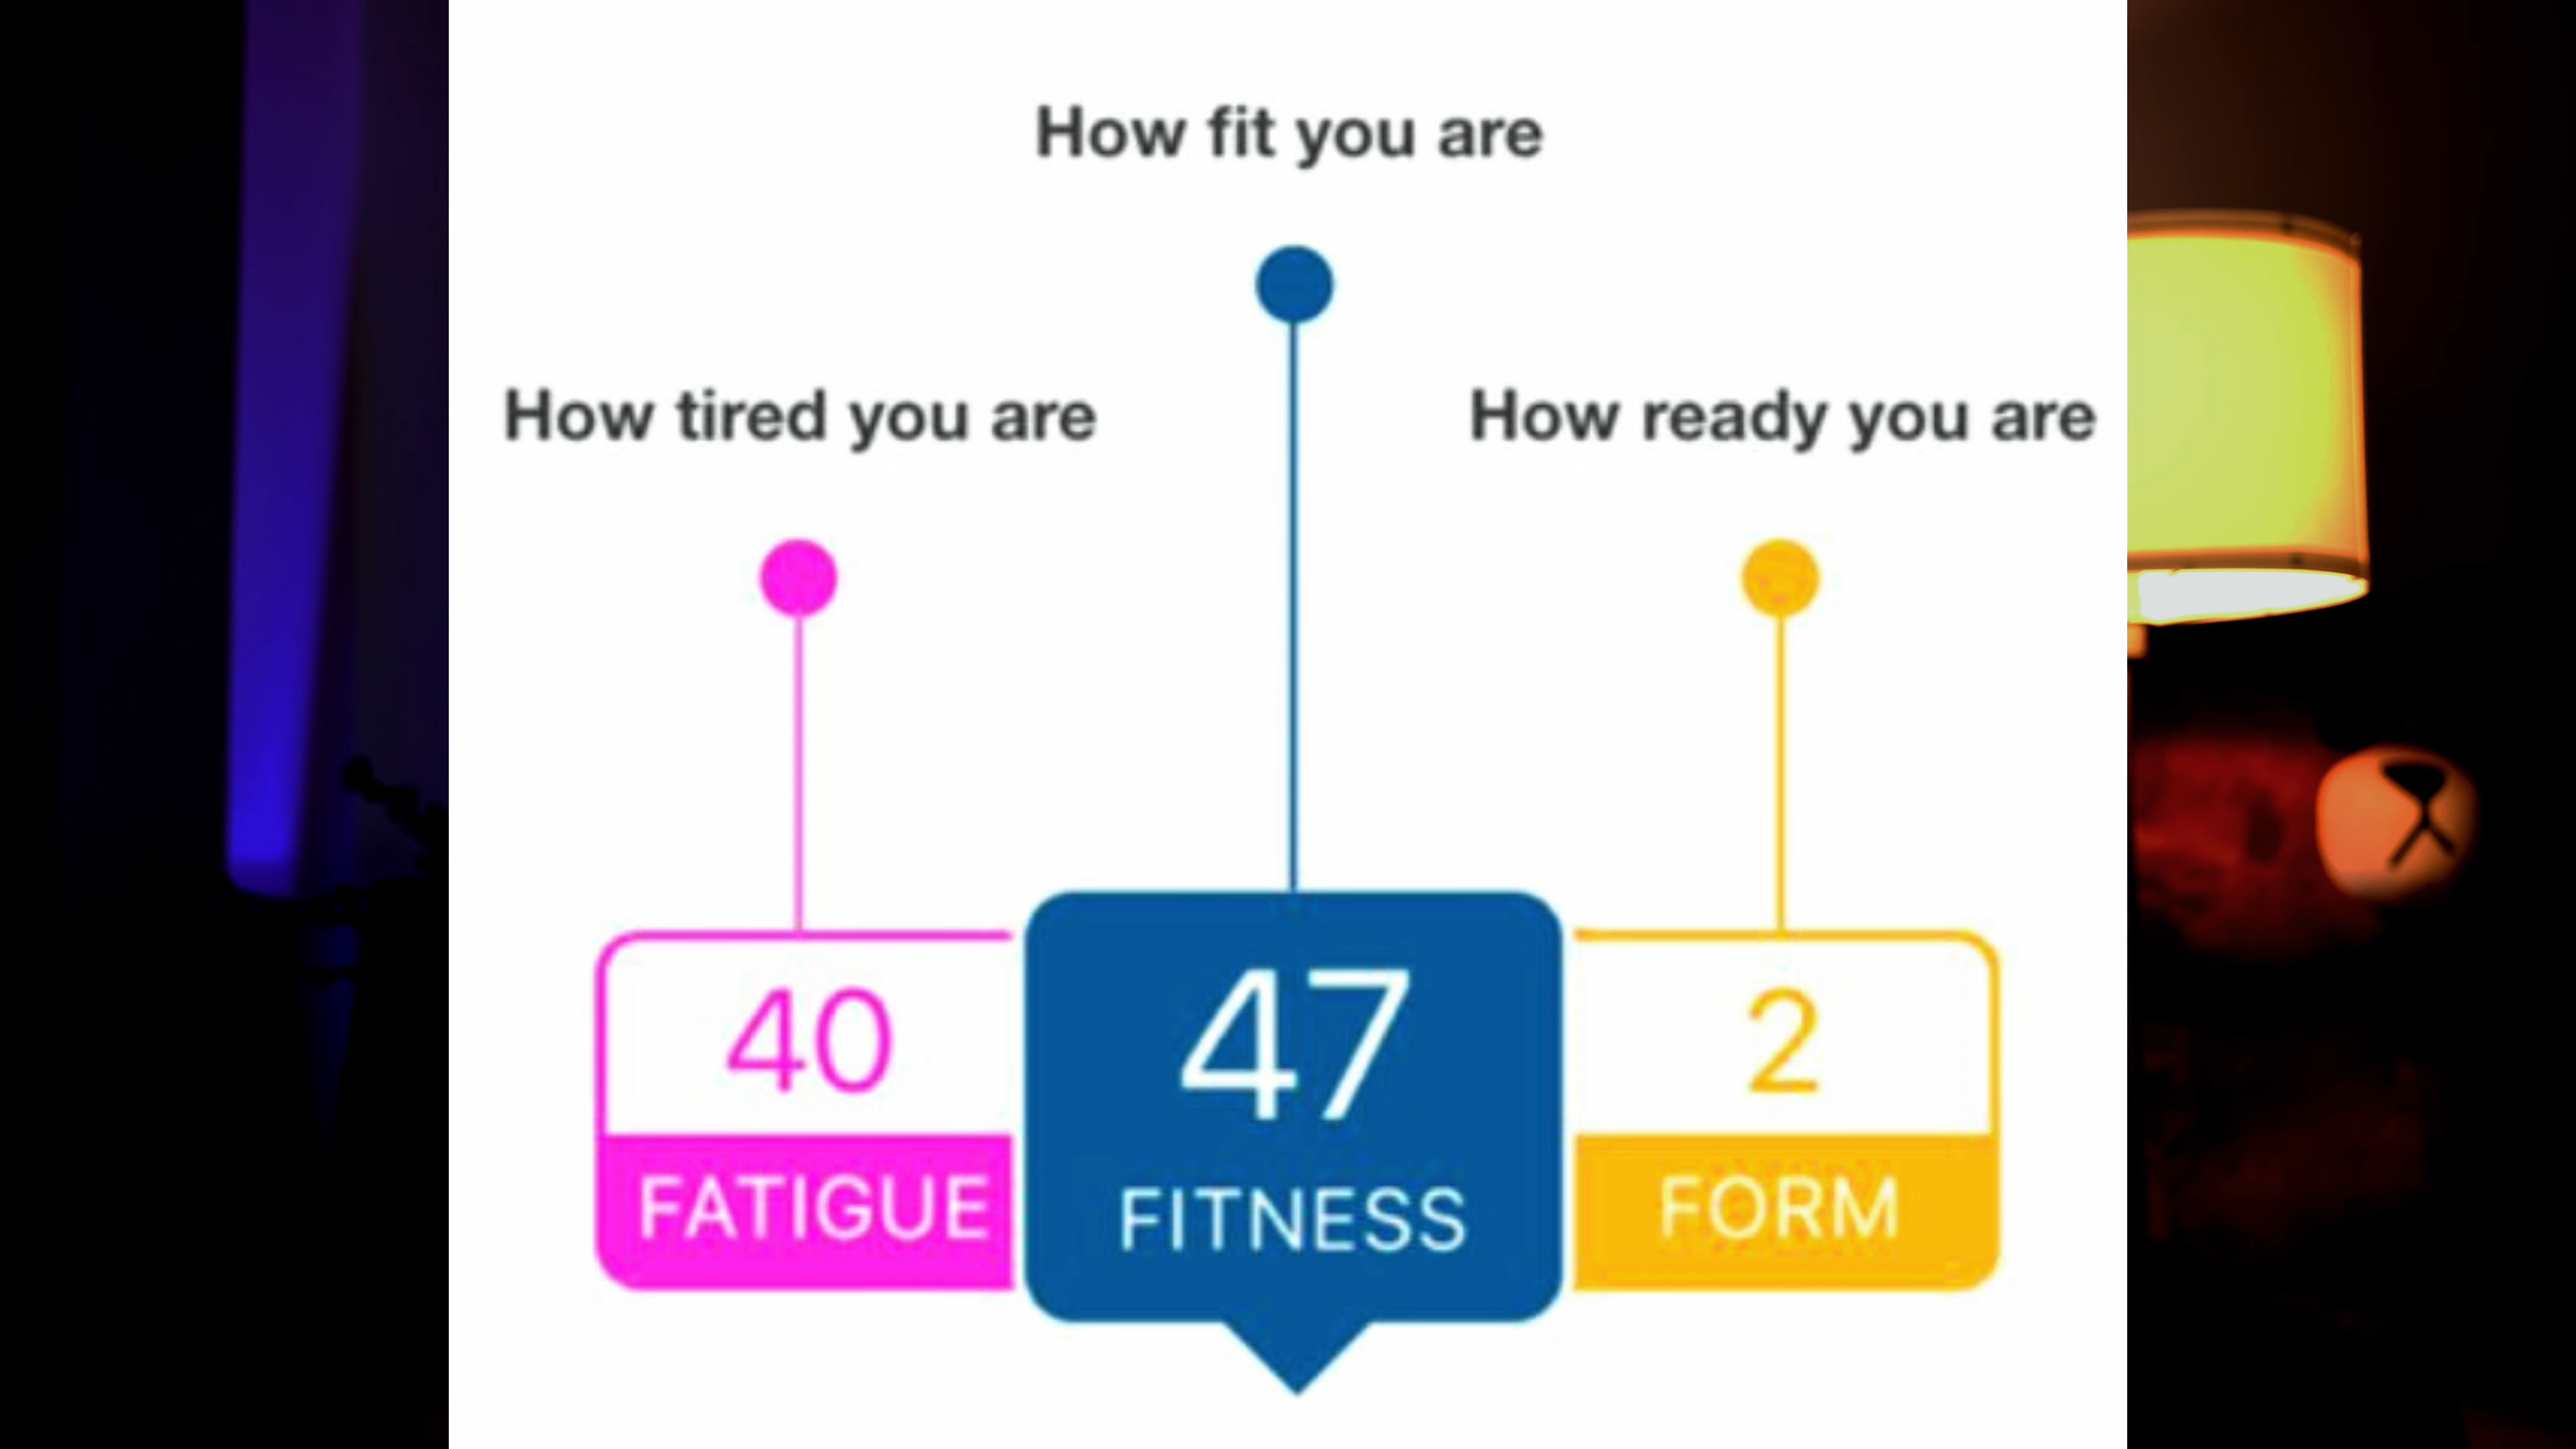 How fit you are
How tired you are
How ready you are
40
47
2
FATIGUE
FITNESS
FORM